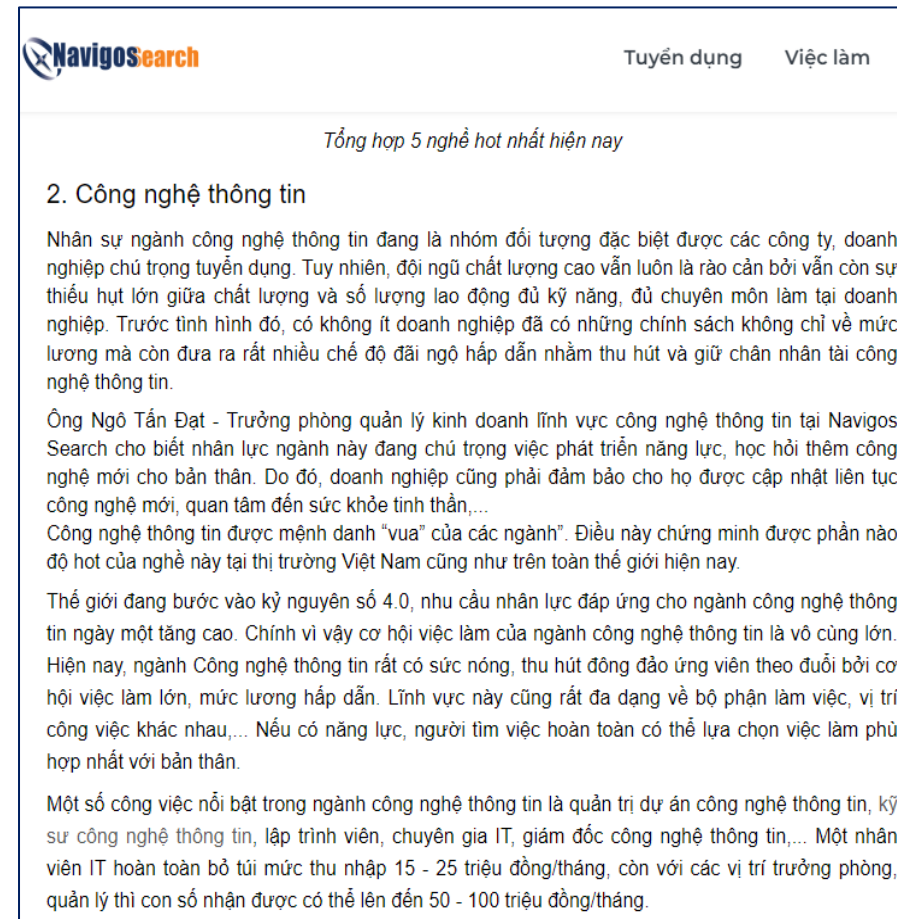 NavigosSearch
Tuyển dụng Việc làm
Tổng hợp 5 nghề hot nhất hiện nay
2. Công nghệ thông tin
Nhân sự ngành công nghệ thông tin đang là nhóm đối tượng đặc biệt được các công ty, doanh
nghiệp chú trọng tuyển dụng. Tuy nhiên, đội ngũ chất lượng cao vẫn luôn là rào cản bởi vẫn còn sự
thiếu hụt lớn giữa chất lượng và số lượng lao động đủ kỹ năng, đủ chuyên môn làm tại doanh
nghiệp. Trước tình hình đó, có không ít doanh nghiệp đã có những chính sách không chỉ về mức
lương mà còn đưa ra rất nhiều chế độ đãi ngộ hấp dẫn nhằm thu hút và giữ chân nhân tài công
nghệ thông tin.
Ông Ngô Tấn Đạt - Trưởng phòng quản lý kinh doanh lĩnh vực công nghệ thông tin tại Navigos
Search cho biết nhân lực ngành này đang chú trọng việc phát triển năng lực, học hỏi thêm công
nghệ mới cho bản thân. Do đó, doanh nghiệp cũng phải đảm bảo cho họ được cập nhật liên tục
công nghệ mới, quan tâm đến sức khỏe tinh thần,...
Công nghệ thông tin được mệnh danh “vua” của các ngành”. Điều này chứng minh được phần nào
độ hot của nghề này tại thị trường Việt Nam cũng như trên toàn thế giới hiện nay.
Thế giới đang bước vào kỷ nguyên số 4.0, nhu cầu nhân lực đáp ứng cho ngành công nghệ thông
tin ngày một tăng cao. Chính vì vậy cơ hội việc làm của ngành công nghệ thông tin là vô cùng lớn.
Hiện nay, ngành Công nghệ thông tin rất có sức nóng, thu hút đông đảo ứng viên theo đuổi bởi cơ
hội việc làm lớn, mức lương hấp dẫn. Lĩnh vực này cũng rất đa dạng về bộ phận làm việc, vị trí
công việc khác nhau,... Nếu có năng lực, người tìm việc hoàn toàn có thể lựa chọn việc làm phù
hợp nhất với bản thân.
Một số công việc nổi bật trong ngành công nghệ thông tin là quản trị dự án công nghệ thông tin, kỹ
sư công nghệ thông tin, lập trình viên, chuyên gia IT, giám đốc công nghệ thông tin,... Một nhân
viên IT hoàn toàn bỏ túi mức thu nhập 15 - 25 triệu đồng/tháng, còn với các vị trí trưởng phòng,
quản lý thì con số nhận được có thể lên đến 50 - 100 triệu đồng/tháng.